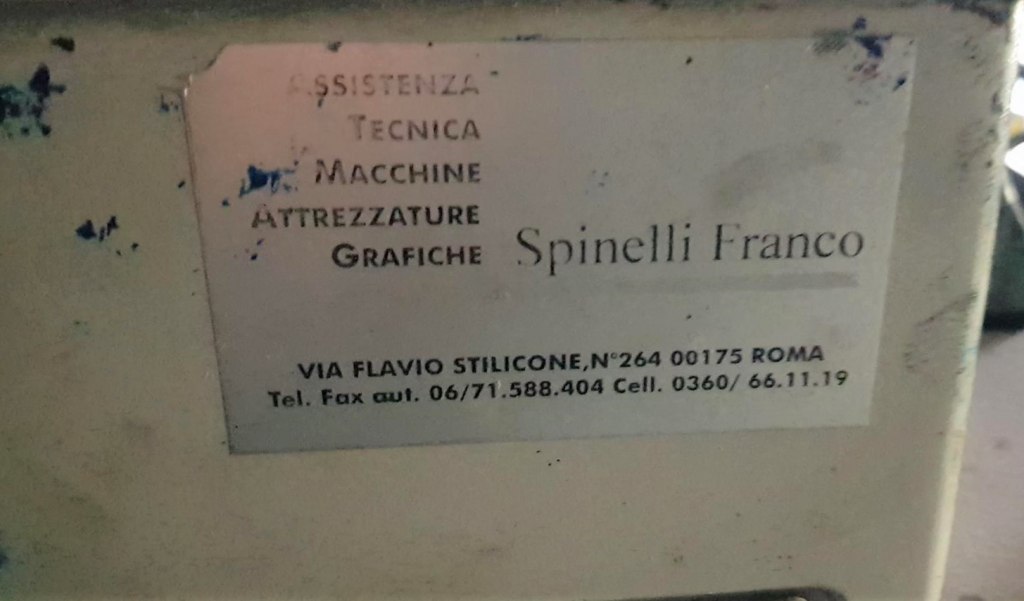 ASSISTENZA
TECNICA
MACCHINE
ATTREZZATURE
GRAFICHE Spinelli Franco
VIA FLAVIO STILICONE,N°264 00175 ROMA
Tel. Fax aut. 06/71.588.404 Cell. 0360/ 66.11.19